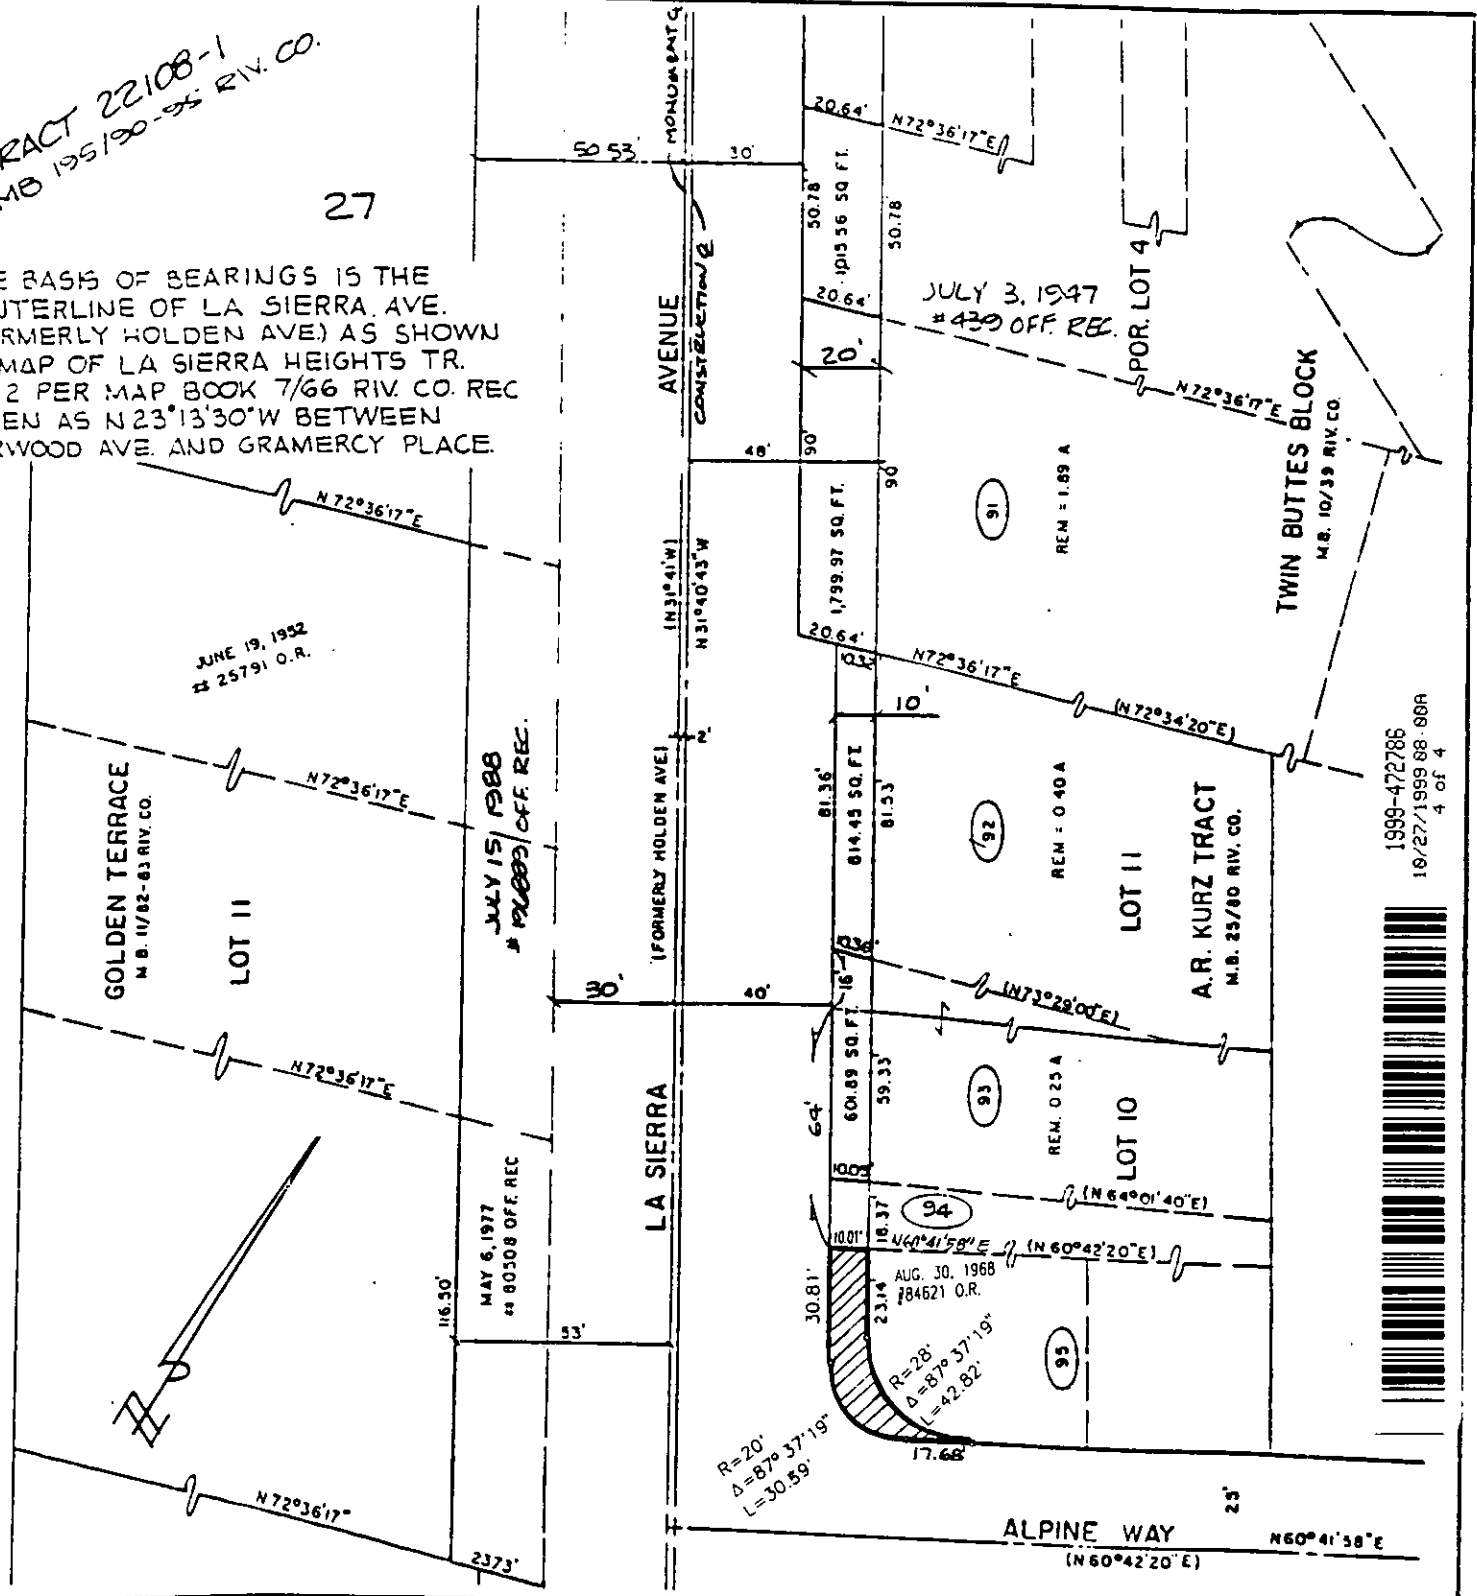 RACT 22108-1
MB 195/90-95 RIV. CO.
27
E BASIS OF BEARINGS IS THE
NTERLINE OF LA SIERRA. AVE.
RMERLY HOLDEN AVE.) AS SHOWN
MAP OF LA SIERRA HEIGHTS TR.
2 PER MAP BOOK 7/66 RIV. CO. REC
EN AS N23°13'30"W BETWEEN
RWOOD AVE. AND GRAMERCY PLACE.
50.53'
30'
MONUMENT ℄
CONSTRUCTION ℄
AVENUE
20.64'
N72°36'17"E
50.78'
1015.56 SQ. FT.
50.78'
20.64'
JULY 3, 1947
#439 OFF. REC.
POR. LOT 4
20'
N72°36'17"E
TWIN BUTTES BLOCK
M.B. 10/39 RIV. CO.
48'
90'
90'
1,799.97 SQ. FT.
91
REM = 1.89 A
N72°36'17"E
(N31°41'W)
N31°40'43"W
JUNE 19, 1952
# 25791 O.R.
20.64'
10.32'
N72°36'17"E
(N72°34'20"E)
10'
2'
N72°36'17"E
GOLDEN TERRACE
M.B. 11/82-83 RIV. CO.
LOT 11
JULY 15, 1988
OFF. REC.
(FORMERLY HOLDEN AVE.)
81.36'
814.45 SQ. FT.
81.53'
92
REM = 0.40 A
LOT 11
A.R. KURZ TRACT
M.B. 25/80 RIV. CO.
1999-472786
10/27/1999 08:00A
4 of 4
10.36'
16'
(N73°29'00"E)
30'
40'
N72°36'17"E
64'
601.89 SQ. FT.
59.33'
93
REM. 0.25 A
LOT 10
LA SIERRA
10.05'
(N64°01'40"E)
94
18.37'
10.01'
N60°41'58"E
(N60°42'20"E)
MAY 6, 1977
# 80508 OFF. REC
116.50'
53'
30.81'
23.14'
AUG. 30, 1968
#84621 O.R.
95
R=28'
Δ=87°37'19"
L=42.82'
R=20'
Δ=87°37'19"
L=30.59'
17.68'
N
N72°36'17"
23.73'
25'
ALPINE WAY
N60°41'58"E
(N60°42'20"E)